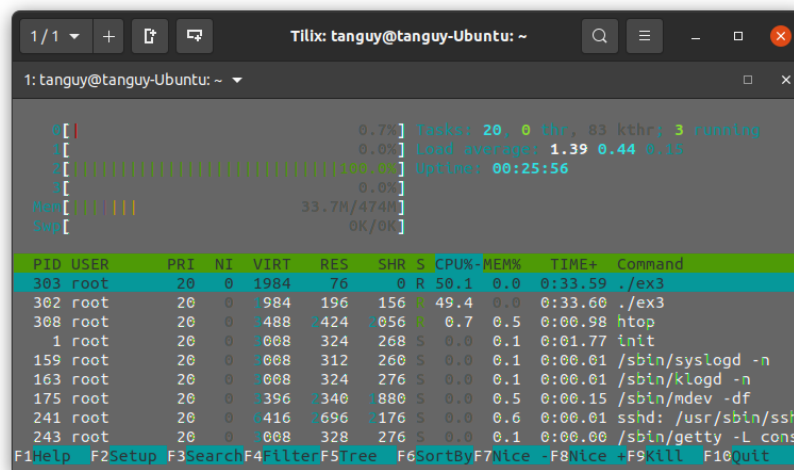 1 / 1
Tilix: tanguy@tanguy-Ubuntu: ~
1: tanguy@tanguy-Ubuntu: ~
0[| 0.7%] Tasks: 20, 0 thr, 83 kthr; 3 running
1[ 0.0%] Load average: 1.39 0.44 0.15
2[||||||||||||||||||||||||||||100.0%] Uptime: 00:25:56
3[ 0.0%]
Mem[||||||| 33.7M/474M]
Swp[ 0K/0K]
PID USER PRI NI VIRT RES SHR S CPU%-MEM% TIME+ Command
303 root 20 0 1984 76 0 R 50.1 0.0 0:33.59 ./ex3
302 root 20 0 1984 196 156 R 49.4 0.0 0:33.60 ./ex3
308 root 20 0 3488 2424 2056 R 0.7 0.5 0:00.98 htop
1 root 20 0 3008 324 268 S 0.0 0.1 0:01.77 init
159 root 20 0 3008 312 260 S 0.0 0.1 0:00.01 /sbin/syslogd -n
163 root 20 0 3008 324 276 S 0.0 0.1 0:00.01 /sbin/klogd -n
175 root 20 0 3396 2340 1880 S 0.0 0.5 0:00.15 /sbin/mdev -df
241 root 20 0 6416 2696 2176 S 0.0 0.6 0:00.01 sshd: /usr/sbin/ssh
243 root 20 0 3008 328 276 S 0.0 0.1 0:00.00 /sbin/getty -L cons
F1Help F2Setup F3SearchF4FilterF5Tree F6SortByF7Nice -F8Nice +F9Kill F10Quit